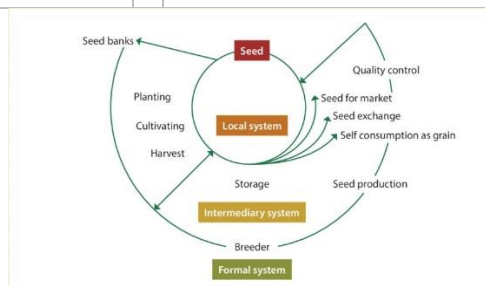 Seed banks
Seed
Quality control
Planting
Seed for market
Seed exchange
Cultivating
Local system
Self consumption as grain
Harvest
Storage
Seed production
Intermediary system
Breeder
Formal system